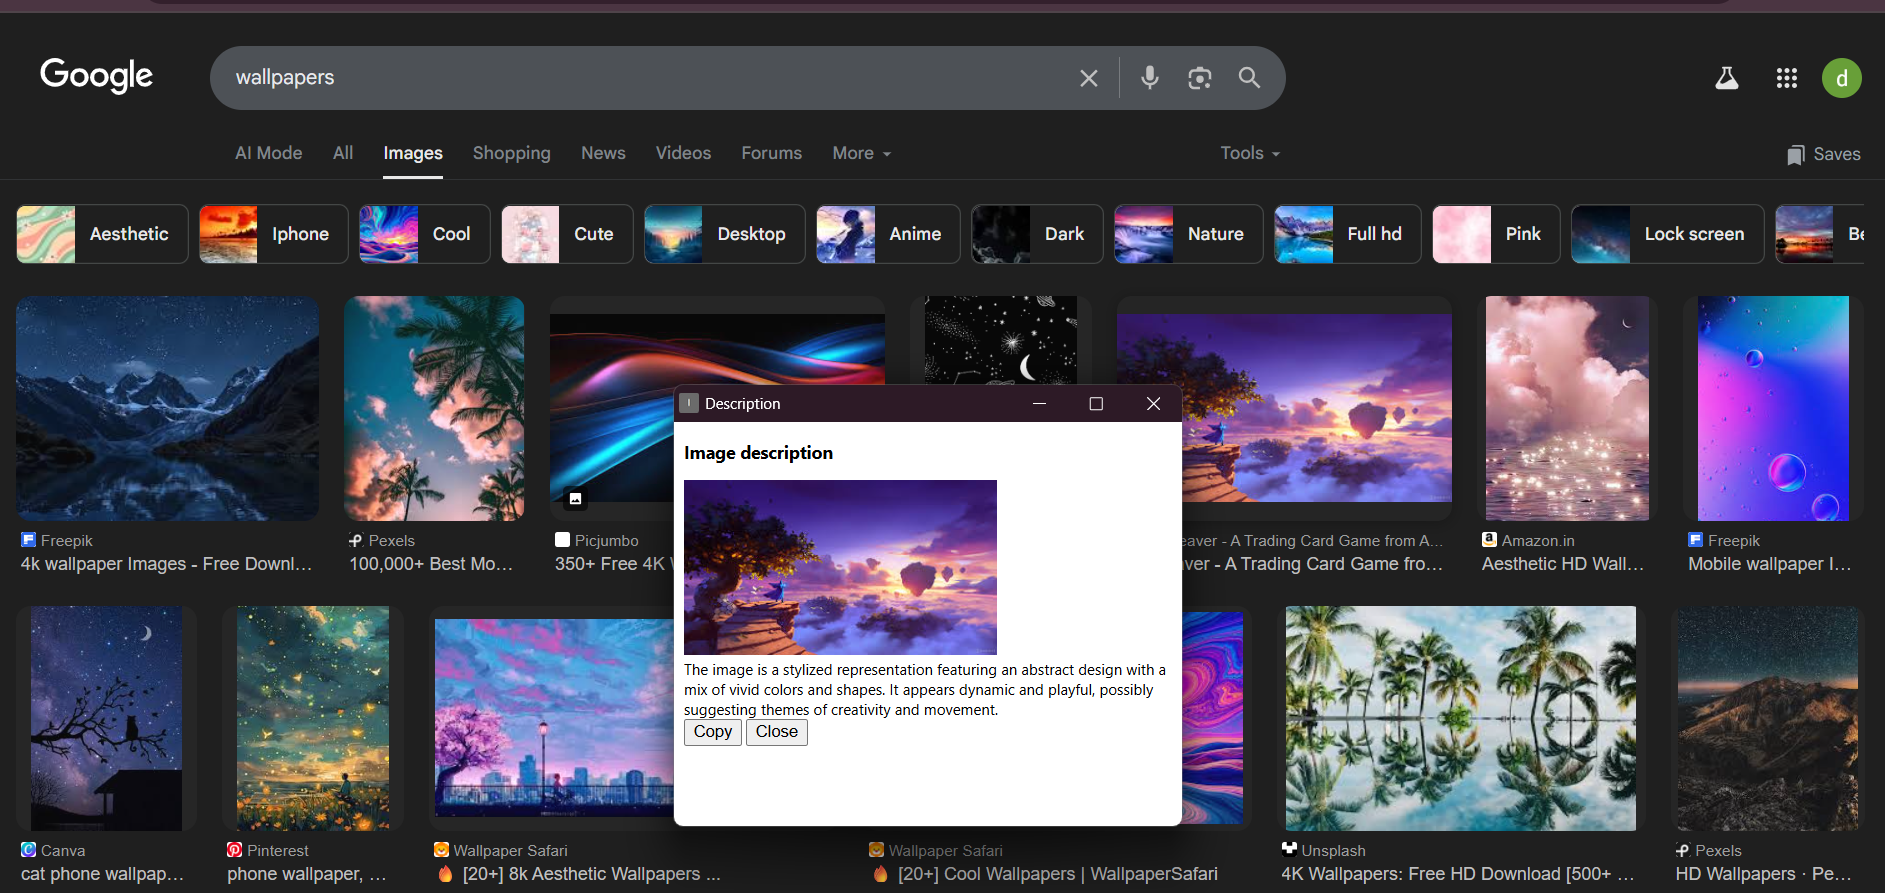 Google
wallpapers
d
AI Mode All Images Shopping News Videos Forums More Tools Saves
Aesthetic Iphone Cool Cute Desktop Anime Dark Nature Full hd Pink Lock screen Be
Description
Image description
The image is a stylized representation featuring an abstract design with a
mix of vivid colors and shapes. It appears dynamic and playful, possibly
suggesting themes of creativity and movement.
Copy Close
Freepik
4k wallpaper Images - Free Downl...
Pexels
100,000+ Best Mo...
Picjumbo
350+ Free 4K
eaver - A Trading Card Game from A...
ver - A Trading Card Game fro...
Amazon.in
Aesthetic HD Wall...
Freepik
Mobile wallpaper I...
Canva
cat phone wallpap...
Pinterest
phone wallpaper, ...
Wallpaper Safari
[20+] 8k Aesthetic Wallpapers ...
Wallpaper Safari
[20+] Cool Wallpapers | WallpaperSafari
Unsplash
4K Wallpapers: Free HD Download [500+ ...
Pexels
HD Wallpapers · Pe...